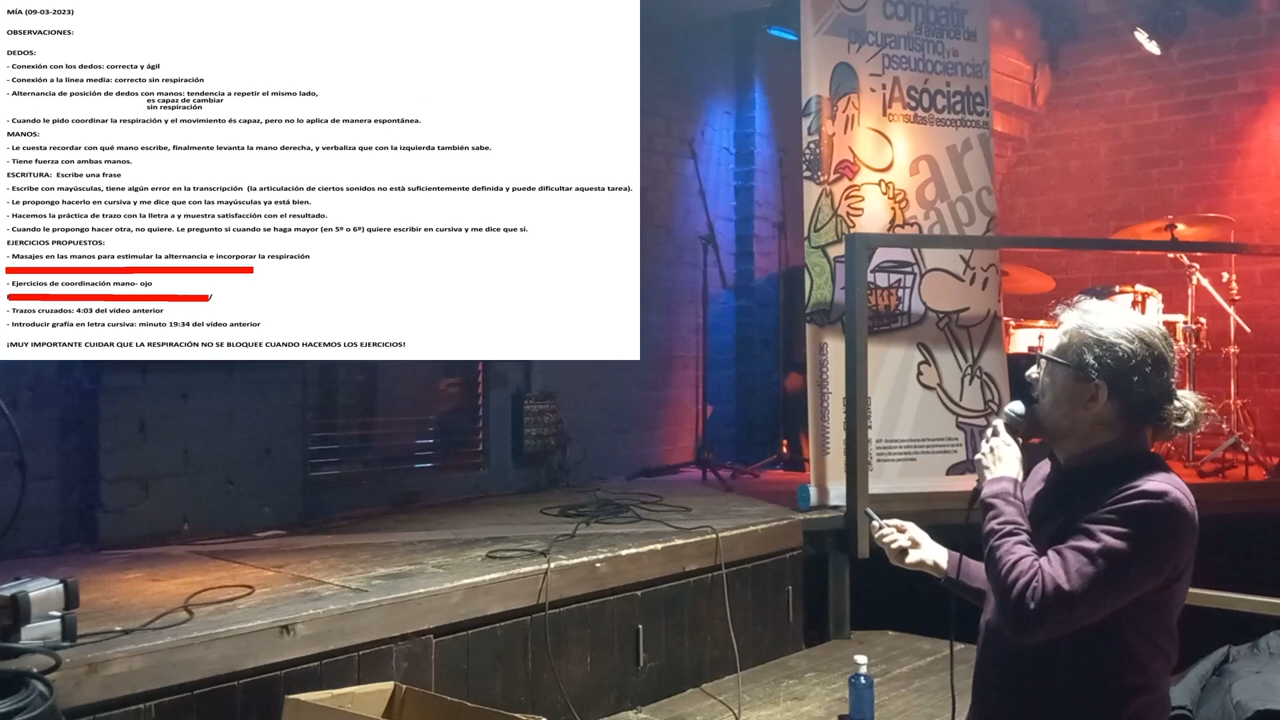 MÍA (09-03-2023)
OBSERVACIONES:
DEDOS:
- Conexión con los dedos: correcta y ágil
- Conexión a la línea media: correcto sin respiración
- Alternancia de posición de dedos con manos: tendencia a repetir el mismo lado,
es capaz de cambiar
sin respiración
- Cuando le pido coordinar la respiración y el movimiento és capaz, pero no lo aplica de manera espontánea.
MANOS:
- Le cuesta recordar con qué mano escribe, finalmente levanta la mano derecha, y verbaliza que con la izquierda también sabe.
- Tiene fuerza con ambas manos.
ESCRITURA: Escribe una frase
- Escribe con mayúsculas, tiene algún error en la transcripción (la articulación de ciertos sonidos no està suficientemente definida y puede dificultar aquesta tarea).
- Le propongo hacerlo en cursiva y me dice que con las mayúsculas ya está bien.
- Hacemos la práctica de trazo con la lletra a y muestra satisfacción con el resultado.
- Cuando le propongo hacer otra, no quiere. Le pregunto si cuando se haga mayor (en 5º o 6º) quiere escribir en cursiva y me dice que sí.
EJERCICIOS PROPUESTOS:
- Masajes en las manos para estimular la alternancia e incorporar la respiración
- Ejercicios de coordinación mano- ojo
/
- Trazos cruzados: 4:03 del vídeo anterior
- Introducir grafía en letra cursiva: minuto 19:34 del vídeo anterior
¡MUY IMPORTANTE CUIDAR QUE LA RESPIRACIÓN NO SE BLOQUEE CUANDO HACEMOS LOS EJERCICIOS!
combatir
el avance del
oscurantismo y la
pseudociencia?
¡Asóciate!
consultas@escepticos.es
arp
sapc
www.escepticos.es